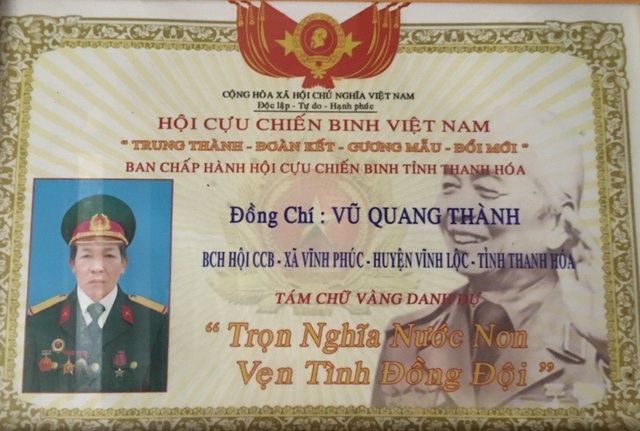 CỘNG HÒA XÃ HỘI CHỦ NGHĨA VIỆT NAM
Độc lập - Tự do - Hạnh phúc
HỘI CỰU CHIẾN BINH VIỆT NAM
" TRUNG THÀNH - ĐOÀN KẾT - GƯƠNG MẪU - ĐỔI MỚI "
BAN CHẤP HÀNH HỘI CỰU CHIẾN BINH TỈNH THANH HÓA
Đồng Chí : VŨ QUANG THÀNH
BCH HỘI CCB - XÃ VĨNH PHÚC - HUYỆN VĨNH LỘC - TỈNH THANH HÓA
TÁM CHỮ VÀNG DANH DỰ
" Trọn Nghĩa Nước Non
Vẹn Tình Đồng Đội "